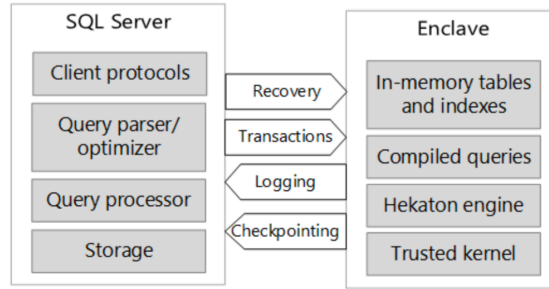 SQL Server
Client protocols
Query parser/
optimizer
Query processor
Storage
Recovery
Transactions
Logging
Checkpointing
Enclave
In-memory tables
and indexes
Compiled queries
Hekaton engine
Trusted kernel